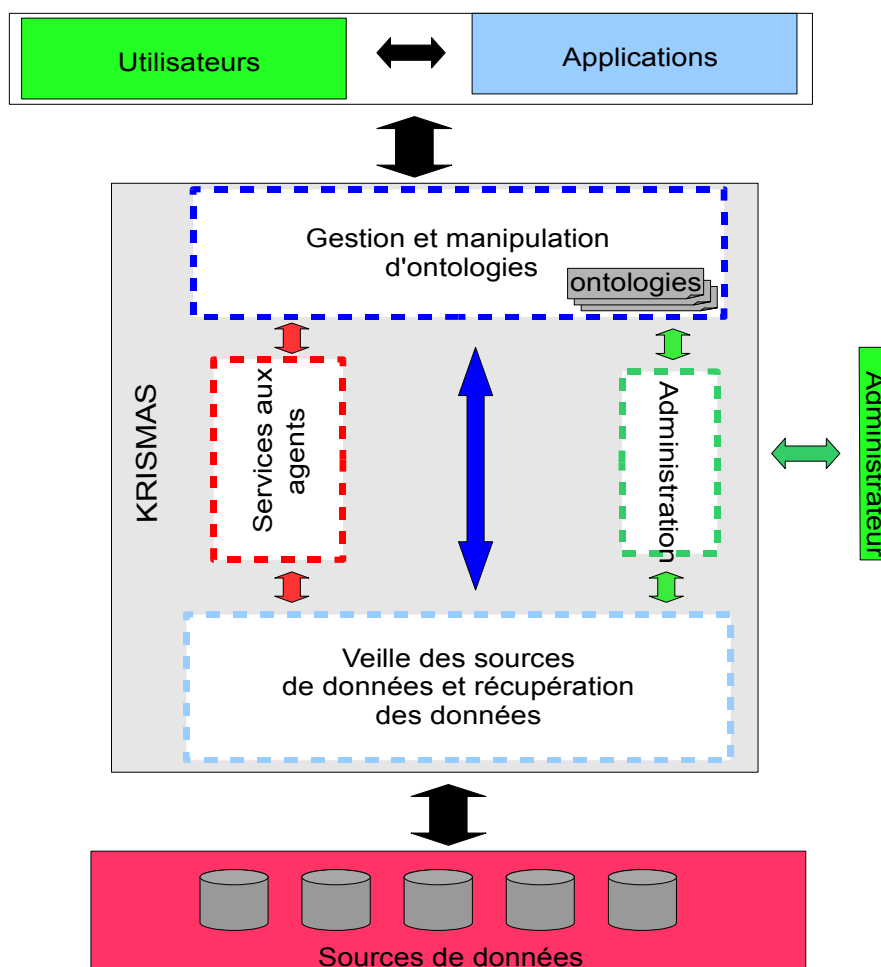 Utilisateurs
Applications
Gestion et manipulation
d'ontologies
ontologies
KRISMAS
Services aux
agents
Administration
Administrateur
Veille des sources
de données et récupération
des données
Sources de données